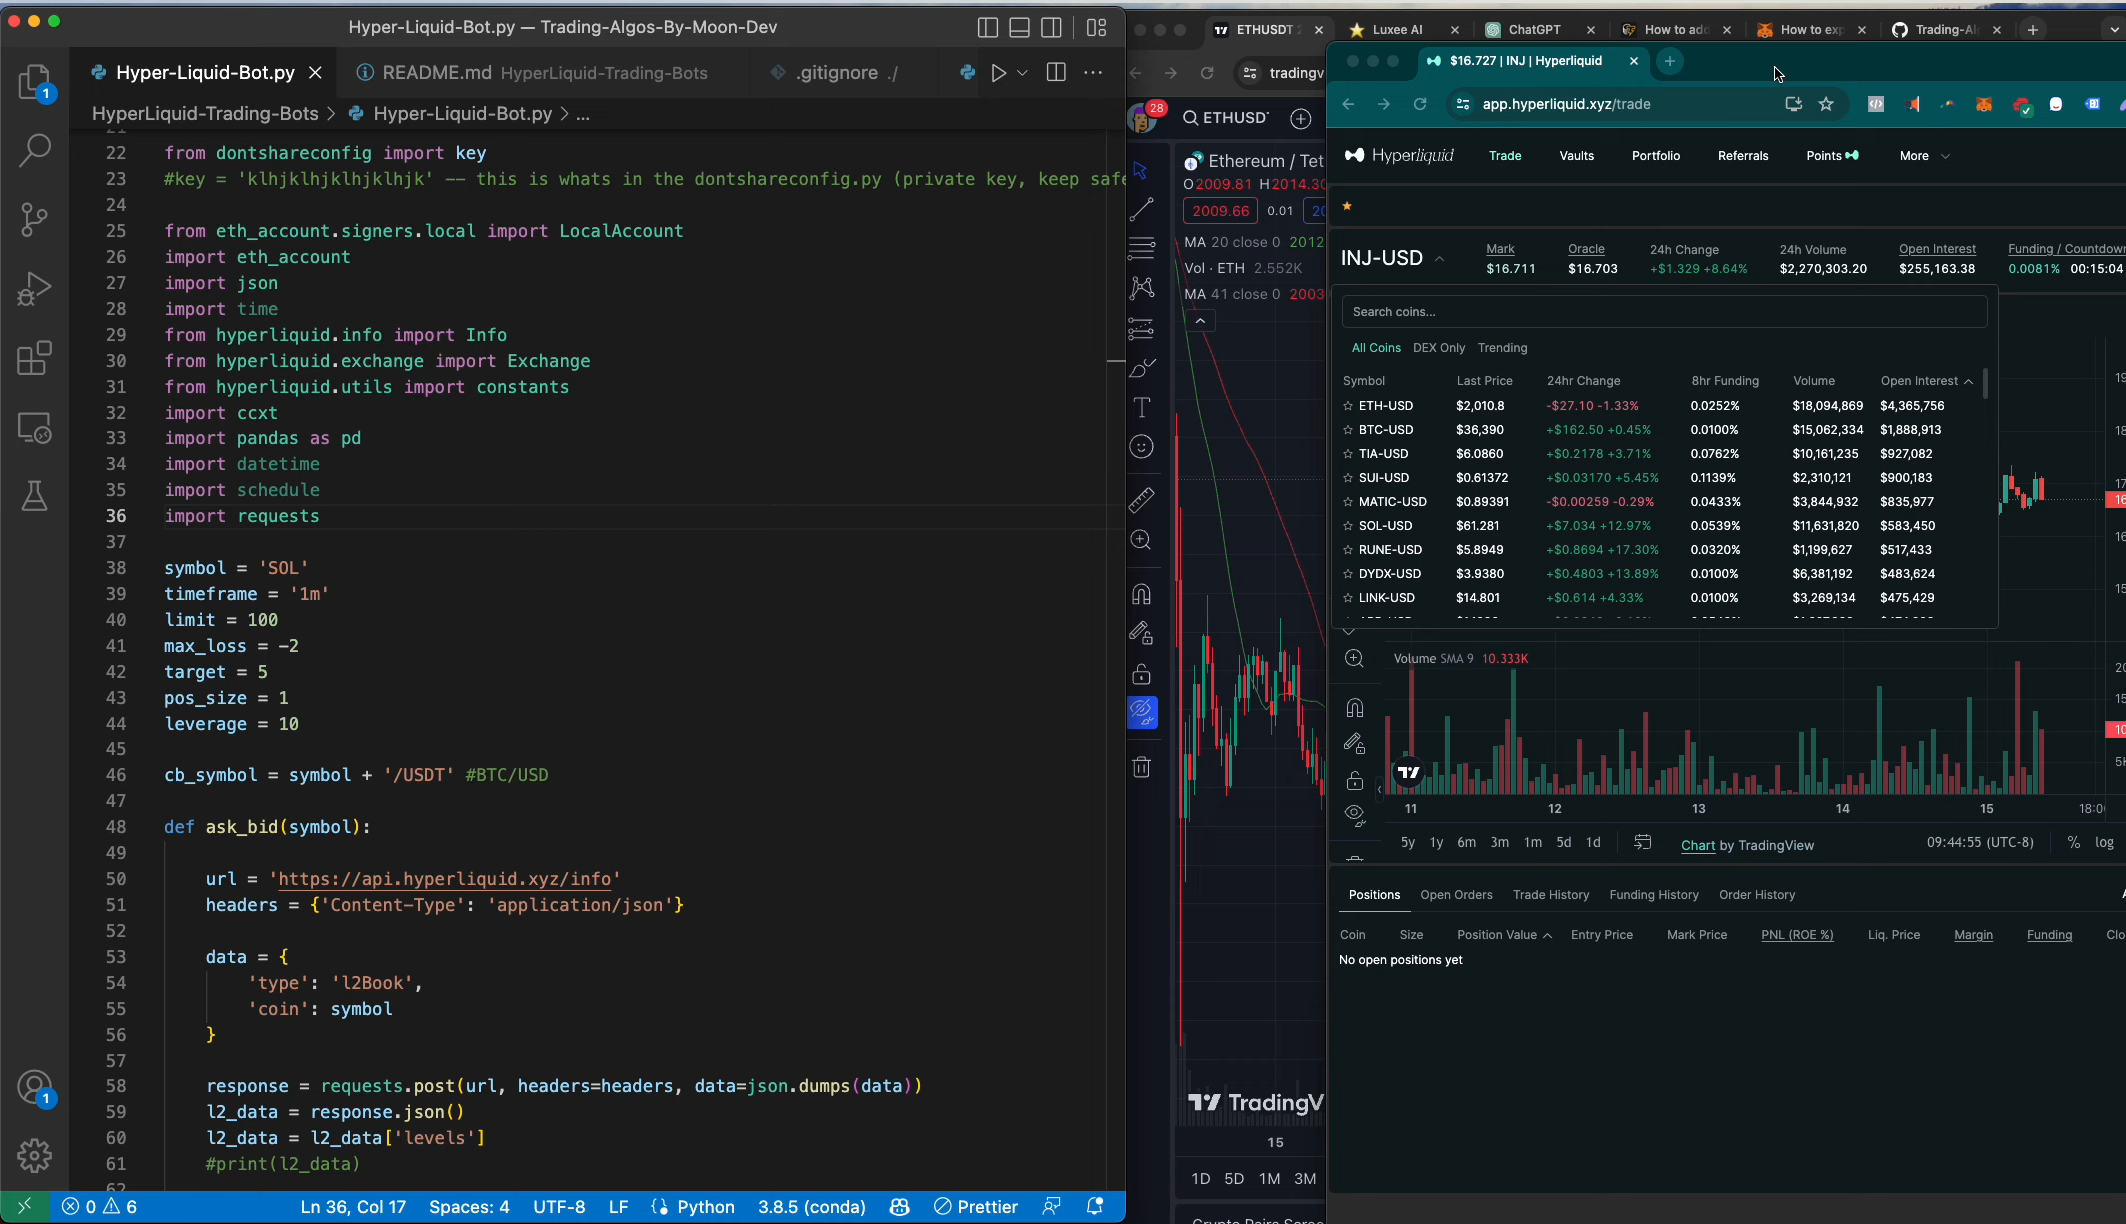 Hyper-Liquid-Bot.py — Trading-Algos-By-Moon-Dev
Hyper-Liquid-Bot.py
README.md HyperLiquid-Trading-Bots
.gitignore ./
HyperLiquid-Trading-Bots > Hyper-Liquid-Bot.py > ...
22 from dontshareconfig import key
23 #key = 'klhjklhjklhjklhjk' -- this is whats in the dontshareconfig.py (private key, keep safe
24
25 from eth_account.signers.local import LocalAccount
26 import eth_account
27 import json
28 import time
29 from hyperliquid.info import Info
30 from hyperliquid.exchange import Exchange
31 from hyperliquid.utils import constants
32 import ccxt
33 import pandas as pd
34 import datetime
35 import schedule
36 import requests
37
38 symbol = 'SOL'
39 timeframe = '1m'
40 limit = 100
41 max_loss = -2
42 target = 5
43 pos_size = 1
44 leverage = 10
45
46 cb_symbol = symbol + '/USDT' #BTC/USD
47
48 def ask_bid(symbol):
49
50 url = 'https://api.hyperliquid.xyz/info'
51 headers = {'Content-Type': 'application/json'}
52
53 data = {
54 'type': 'l2Book',
55 'coin': symbol
56 }
57
58 response = requests.post(url, headers=headers, data=json.dumps(data))
59 l2_data = response.json()
60 l2_data = l2_data['levels']
61 #print(l2_data)
1
1
0 6
Ln 36, Col 17 Spaces: 4 UTF-8 LF Python 3.8.5 (conda) Prettier
ETHUSDT
Luxee AI
ChatGPT
How to add
How to exp
Trading-Al
tradingv
28
ETHUSD
Ethereum / Tet
O2009.81 H2014.30
2009.66 0.01 20
MA 20 close 0 2012
Vol · ETH 2.552K
MA 41 close 0 2003
TradingV
15
1D 5D 1M 3M
$16.727 | INJ | Hyperliquid
app.hyperliquid.xyz/trade
Hyperliquid Trade Vaults Portfolio Referrals Points More
INJ-USD
Mark Oracle 24h Change 24h Volume Open Interest Funding / Countdown
$16.711 $16.703 +$1.329 +8.64% $2,270,303.20 $255,163.38 0.0081% 00:15:04
Search coins...
All Coins DEX Only Trending
Symbol Last Price 24hr Change 8hr Funding Volume Open Interest
ETH-USD $2,010.8 -$27.10 -1.33% 0.0252% $18,094,869 $4,365,756
BTC-USD $36,390 +$162.50 +0.45% 0.0100% $15,062,334 $1,888,913
TIA-USD $6.0860 +$0.2178 +3.71% 0.0762% $10,161,235 $927,082
SUI-USD $0.61372 +$0.03170 +5.45% 0.1139% $2,310,121 $900,183
MATIC-USD $0.89391 -$0.00259 -0.29% 0.0433% $3,844,932 $835,977
SOL-USD $61.281 +$7.034 +12.97% 0.0539% $11,631,820 $583,450
RUNE-USD $5.8949 +$0.8694 +17.30% 0.0320% $1,199,627 $517,433
DYDX-USD $3.9380 +$0.4803 +13.89% 0.0100% $6,381,192 $483,624
LINK-USD $14.801 +$0.614 +4.33% 0.0100% $3,269,134 $475,429
Volume SMA 9 10.333K
11 12 13 14 15 18:0
5y 1y 6m 3m 1m 5d 1d
Chart by TradingView
09:44:55 (UTC-8) % log
Positions Open Orders Trade History Funding History Order History
Coin Size Position Value Entry Price Mark Price PNL (ROE %) Liq. Price Margin Funding Clo
No open positions yet